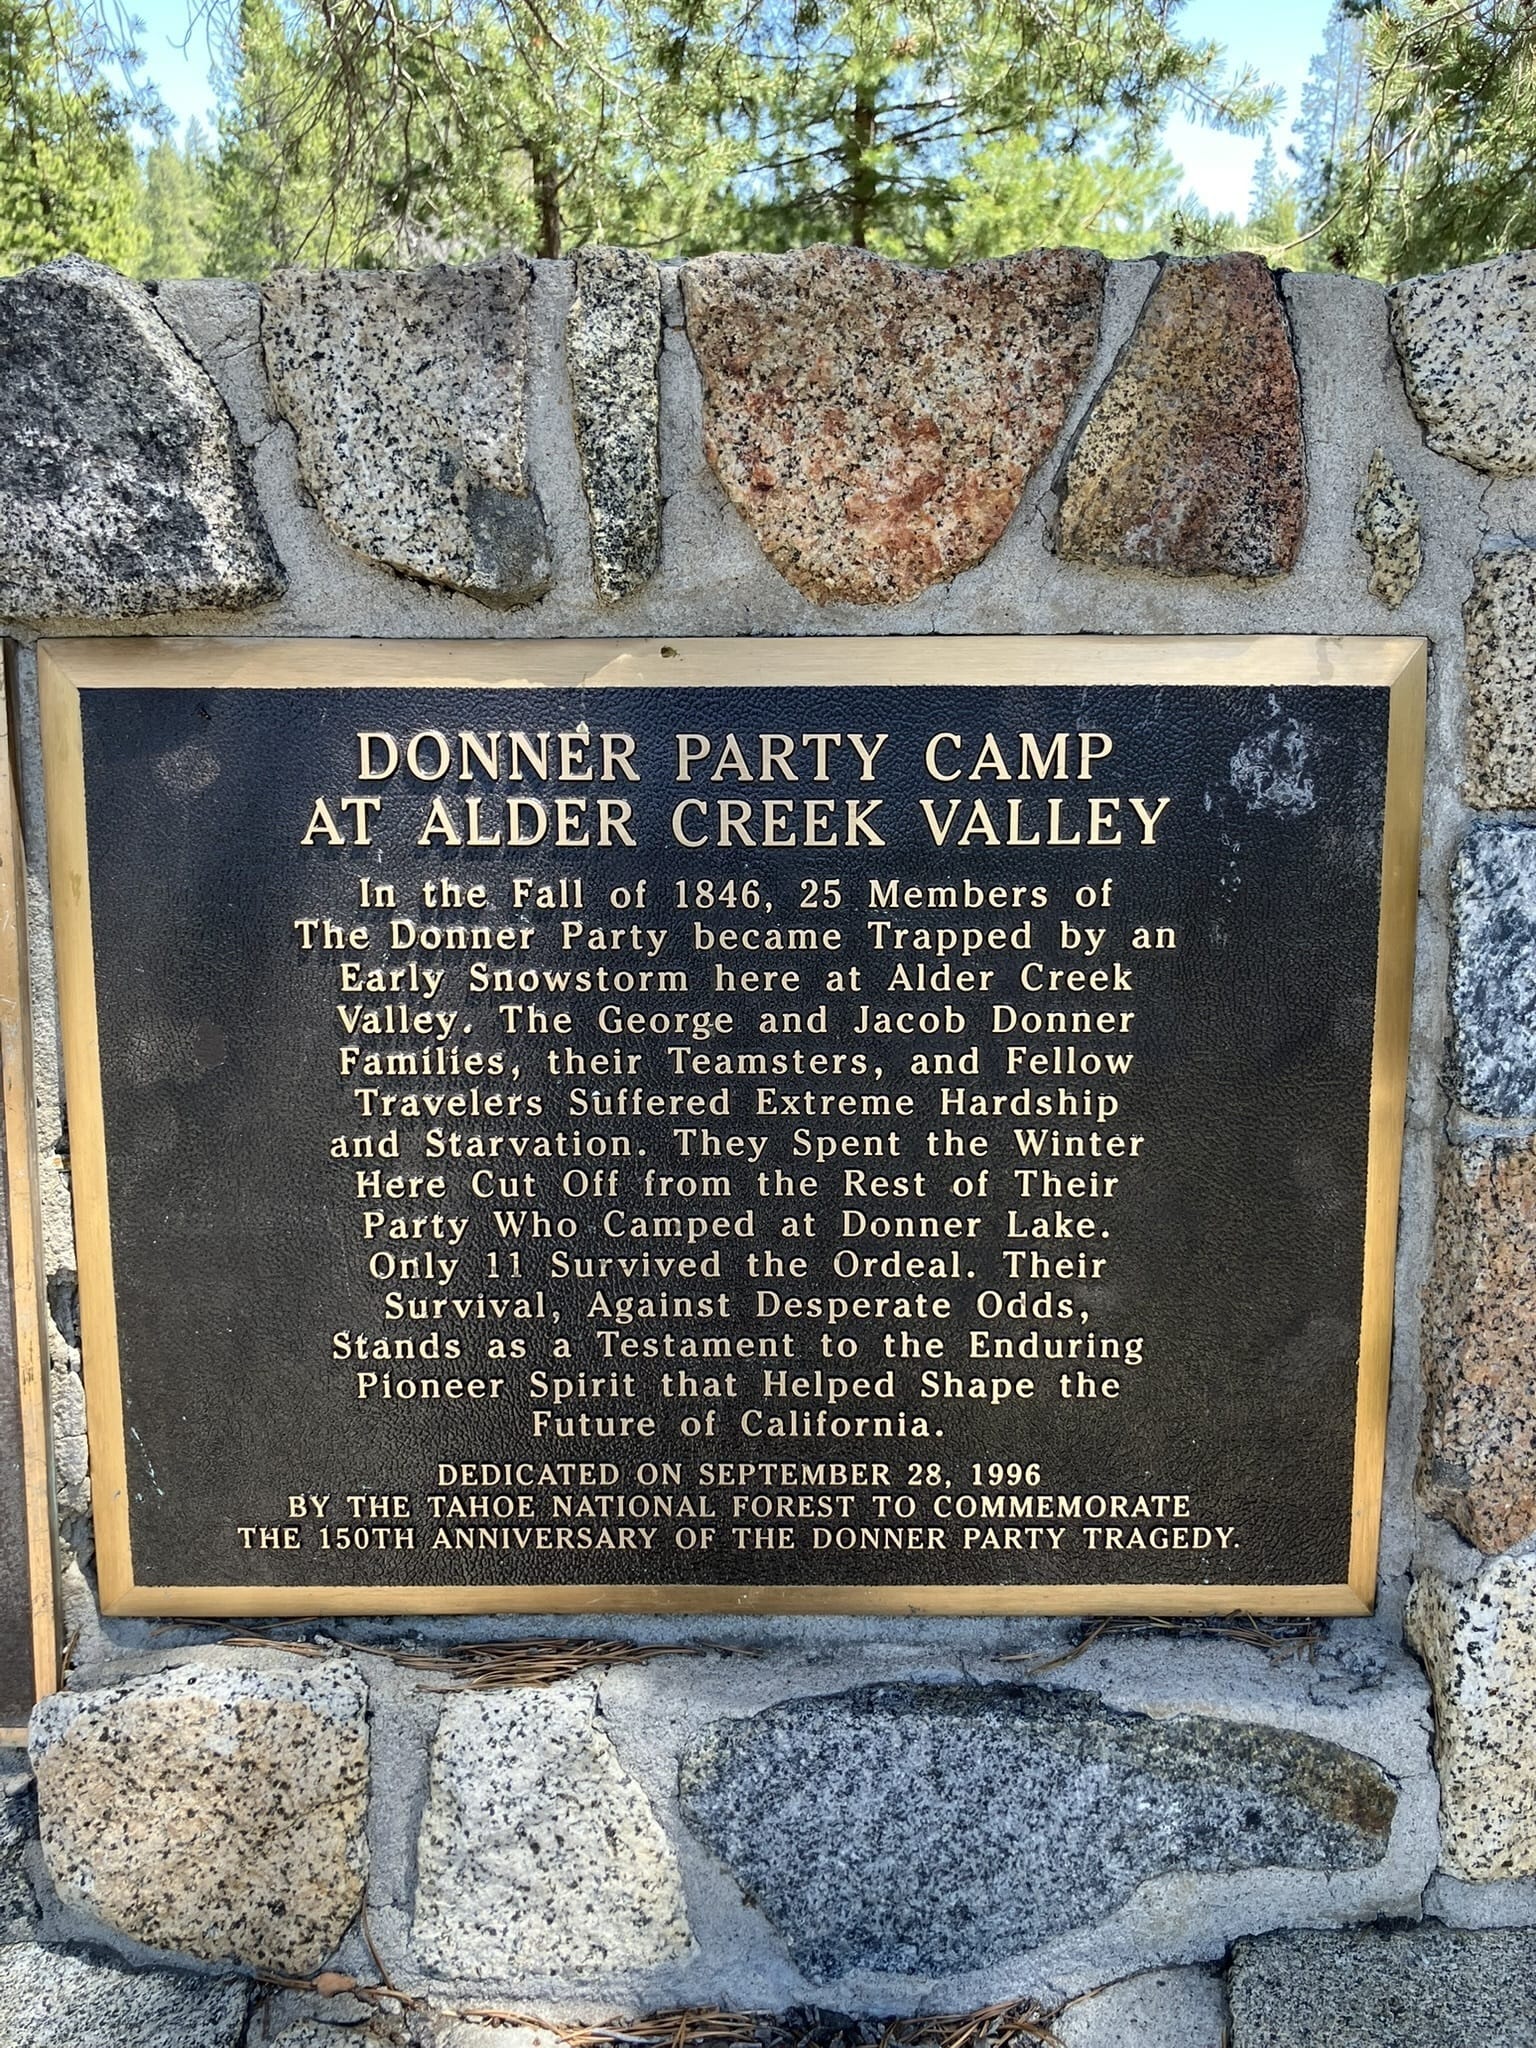 DONNER PARTY CAMP
AT ALDER CREEK VALLEY
In the Fall of 1846, 25 Members of
The Donner Party became Trapped by an
Early Snowstorm here at Alder Creek
Valley. The George and Jacob Donner
Families, their Teamsters, and Fellow
Travelers Suffered Extreme Hardship
and Starvation. They Spent the Winter
Here Cut Off from the Rest of Their
Party Who Camped at Donner Lake.
Only 11 Survived the Ordeal. Their
Survival, Against Desperate Odds,
Stands as a Testament to the Enduring
Pioneer Spirit that Helped Shape the
Future of California.
DEDICATED ON SEPTEMBER 28, 1996
BY THE TAHOE NATIONAL FOREST TO COMMEMORATE
THE 150TH ANNIVERSARY OF THE DONNER PARTY TRAGEDY.